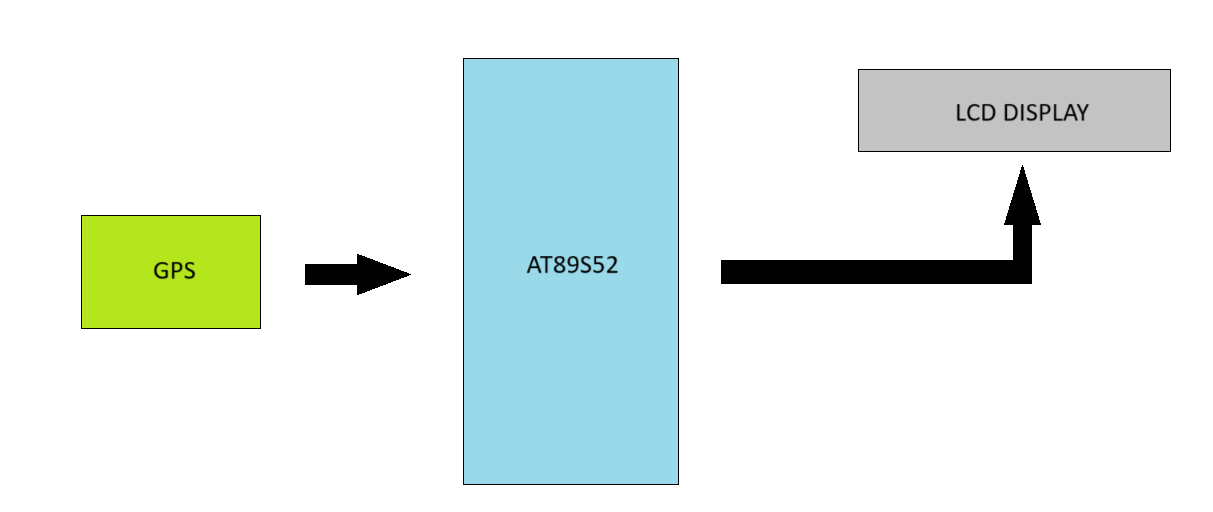 GPS
AT89S52
LCD DISPLAY